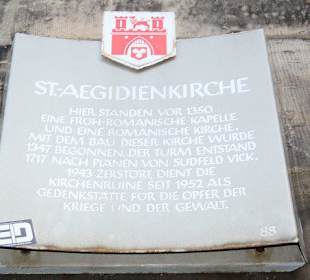 ST.-AEGIDIENKIRCHE
HIER STANDEN VOR 1350
EINE FRÜH-ROMANISCHE KAPELLE
UND EINE ROMANISCHE KIRCHE.
MIT DEM BAU DIESER KIRCHE WURDE
1347 BEGONNEN. DER TURM ENTSTAND
1717 NACH PLÄNEN VON SUDFELD VICK.
1943 ZERSTÖRT, DIENT DIE
KIRCHENRUINE SEIT 1952 ALS
GEDENKSTÄTTE FÜR DIE OPFER DER
KRIEGE UND DER GEWALT.
88